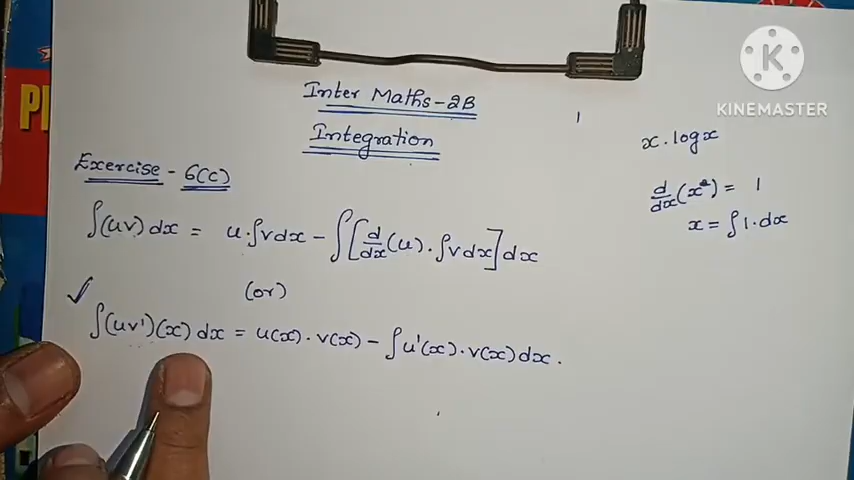 KINEMASTER
Inter Maths-2B
Integration
Exercise - 6(c)
∫(uv) dx = u.∫v dx - ∫[d/dx (u) . ∫v dx] dx
(or)
✓ ∫(uv')(x) dx = u(x) . v(x) - ∫u'(x) . v(x) dx .
x . log x
d/dx (x) = 1
x = ∫1 . dx